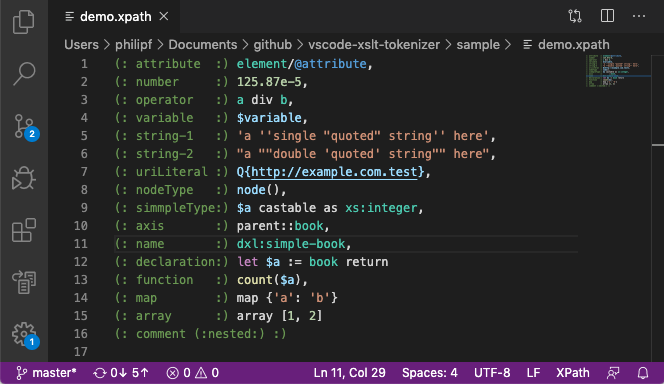 demo.xpath
Users > philipf > Documents > github > vscode-xslt-tokenizer > sample > demo.xpath
1 (: attribute :) element/@attribute,
2 (: number :) 125.87e-5,
3 (: operator :) a div b,
4 (: variable :) $variable,
5 (: string-1 :) 'a ''single "quoted" string'' here',
6 (: string-2 :) "a ""double 'quoted' string"" here",
7 (: uriLiteral :) Q{http://example.com.test},
8 (: nodeType :) node(),
9 (: simmpleType:) $a castable as xs:integer,
10 (: axis :) parent::book,
11 (: name :) dxl:simple-book,
12 (: declaration:) let $a := book return
13 (: function :) count($a),
14 (: map :) map {'a': 'b'}
15 (: array :) array [1, 2]
16 (: comment (:nested:) :)
17
2
1
master* 0↓ 5↑ 0 0 Ln 11, Col 29 Spaces: 4 UTF-8 LF XPath